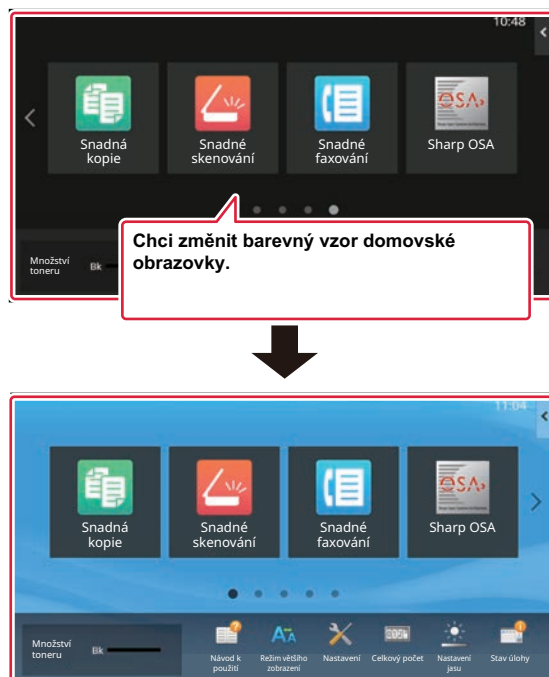 10:48
Snadná
kopie
Snadné
skenování
Snadné
faxování
OSA
Sharp OSA
Chci změnit barevný vzor domovské
obrazovky.
Množství
toneru
Bk
11:04
Snadná
kopie
Snadné
skenování
Snadné
faxování
OSA
Sharp OSA
Množství
toneru
Bk
Návod k
použití
Režim většího
zobrazení
Nastavení
Celkový počet
Nastavení
jasu
Stav úlohy